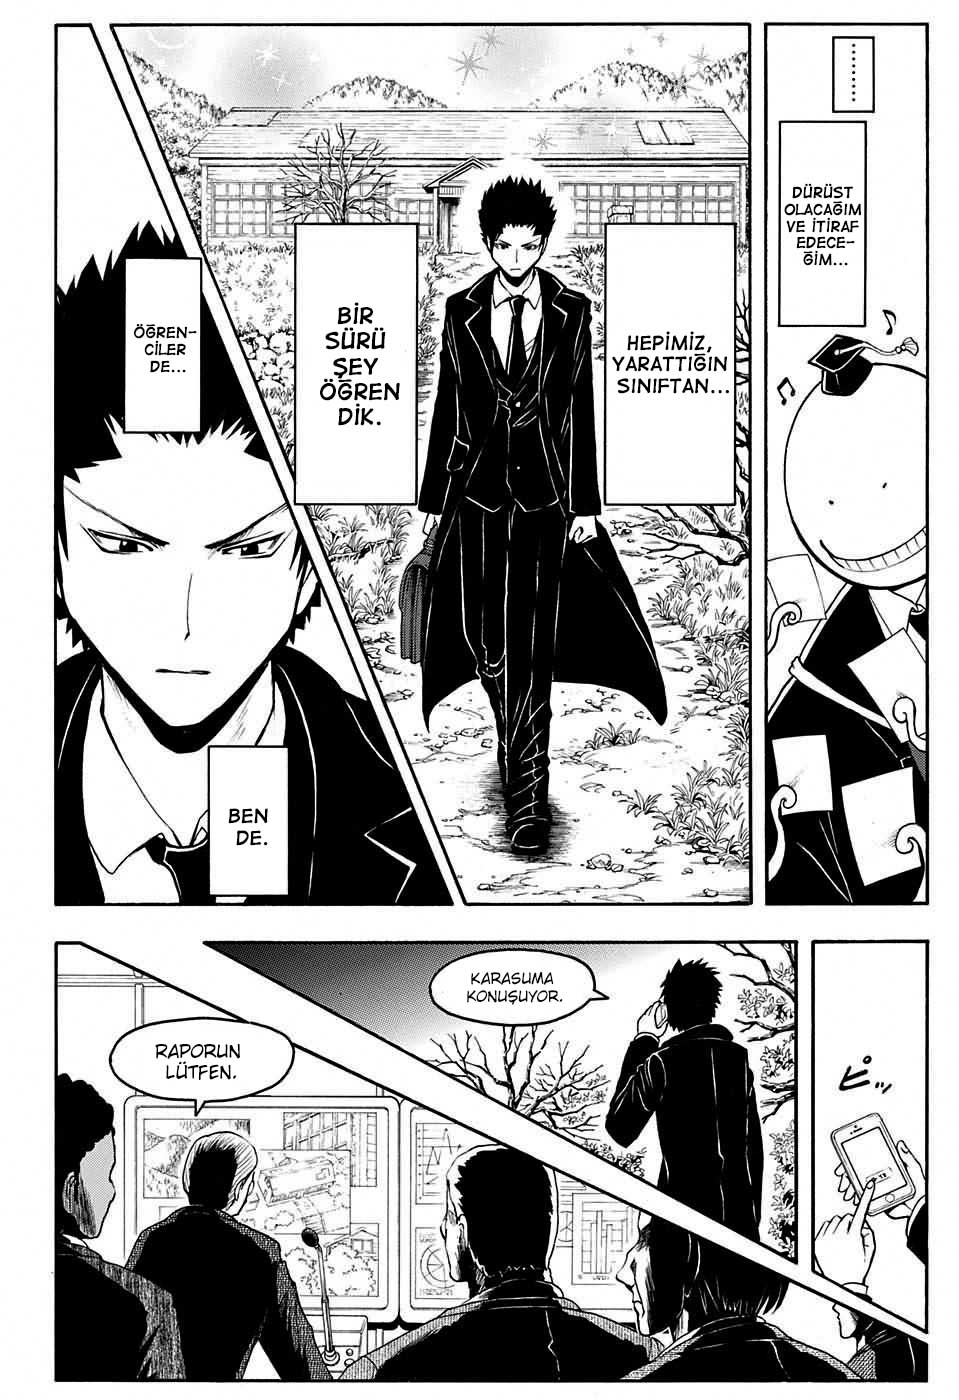 .........
DÜRÜST
OLACAĞIM
VE İTİRAF
EDECE-
ĞİM...
HEPİMİZ,
YARATTIĞIN
SINIFTAN...
BİR
SÜRÜ
ŞEY
ÖĞREN
DİK.
ÖĞREN-
CİLER
DE...
BEN
DE.
ピッ
KARASUMA
KONUŞUYOR.
RAPORUN
LÜTFEN.